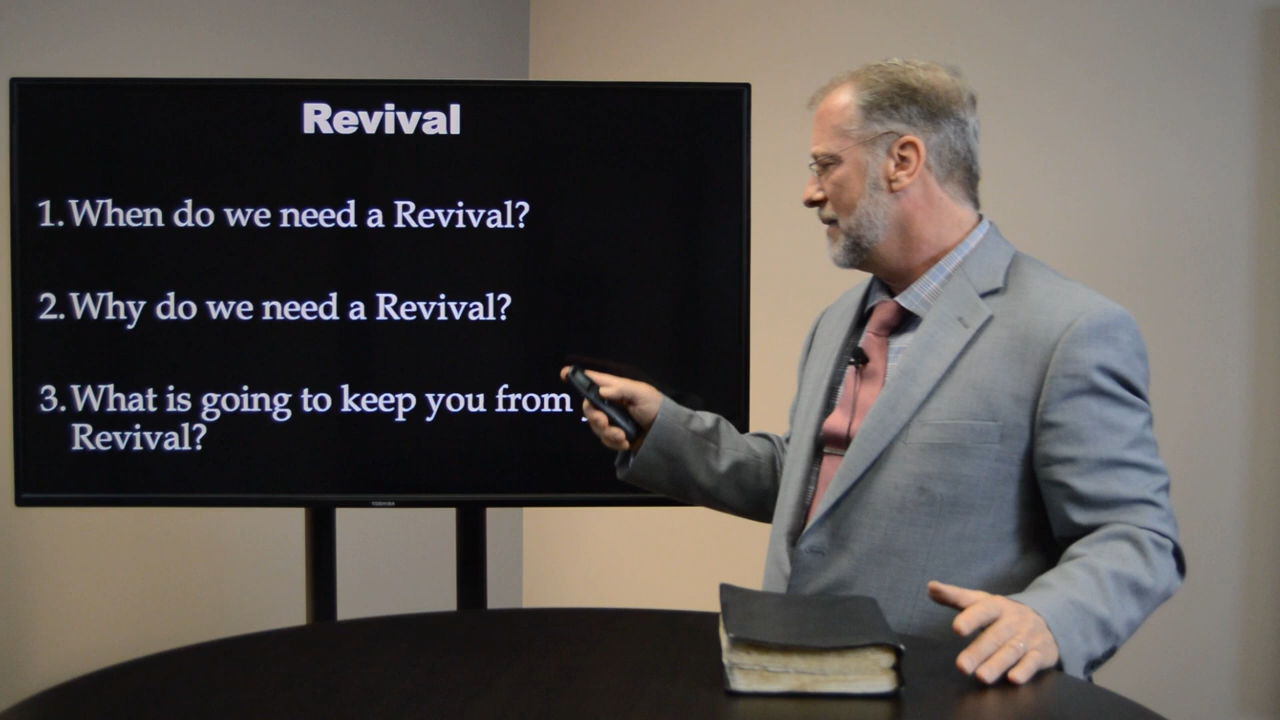 Revival
1. When do we need a Revival?
2. Why do we need a Revival?
3. What is going to keep you from
Revival?
TOSHIBA